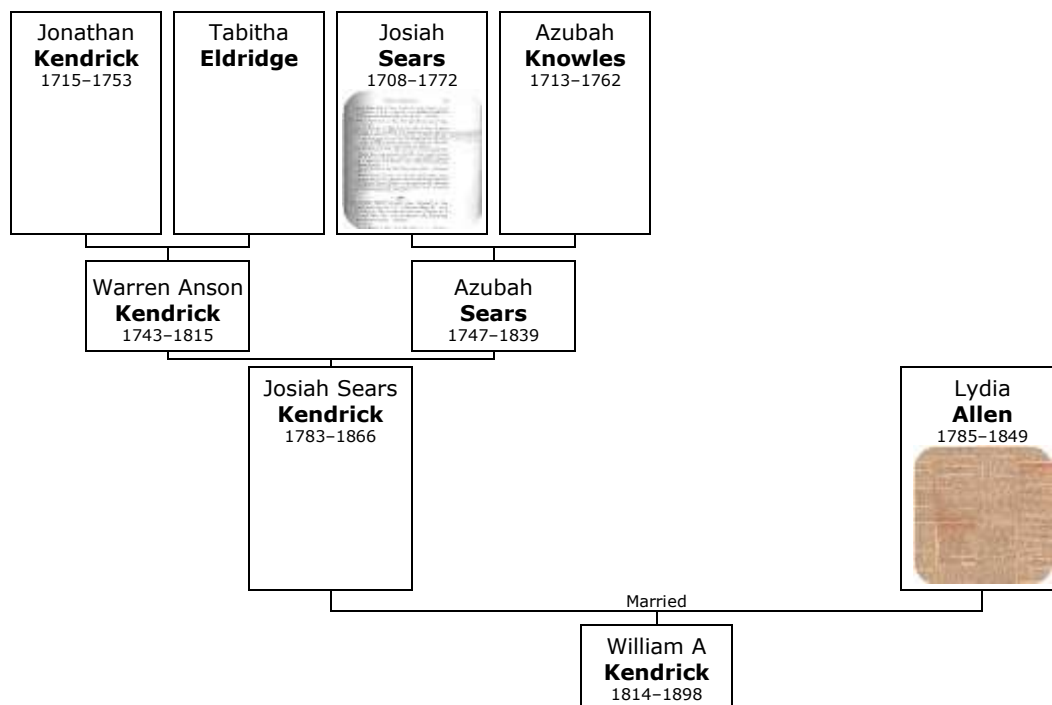 Jonathan
Kendrick
1715–1753
Tabitha
Eldridge
Josiah
Sears
1708–1772
Azubah
Knowles
1713–1762
Warren Anson
Kendrick
1743–1815
Azubah
Sears
1747–1839
Josiah Sears
Kendrick
1783–1866
Lydia
Allen
1785–1849
Married
William A
Kendrick
1814–1898